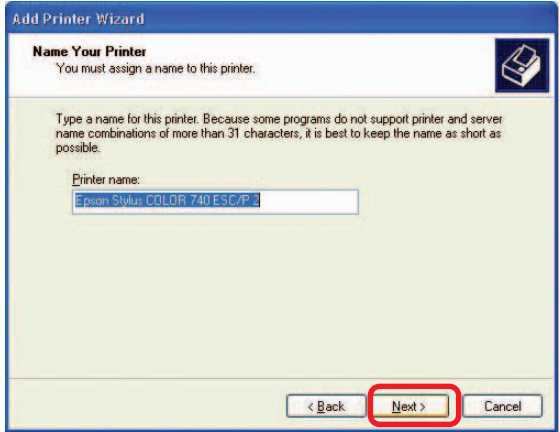 Add Printer Wizard
Name Your Printer
You must assign a name to this printer.
Type a name for this printer. Because some programs do not support printer and server
name combinations of more than 31 characters, it is best to keep the name as short as
possible.
Printer name:
Epson Stylus COLOR 740 ESC/P 2
< Back Next > Cancel